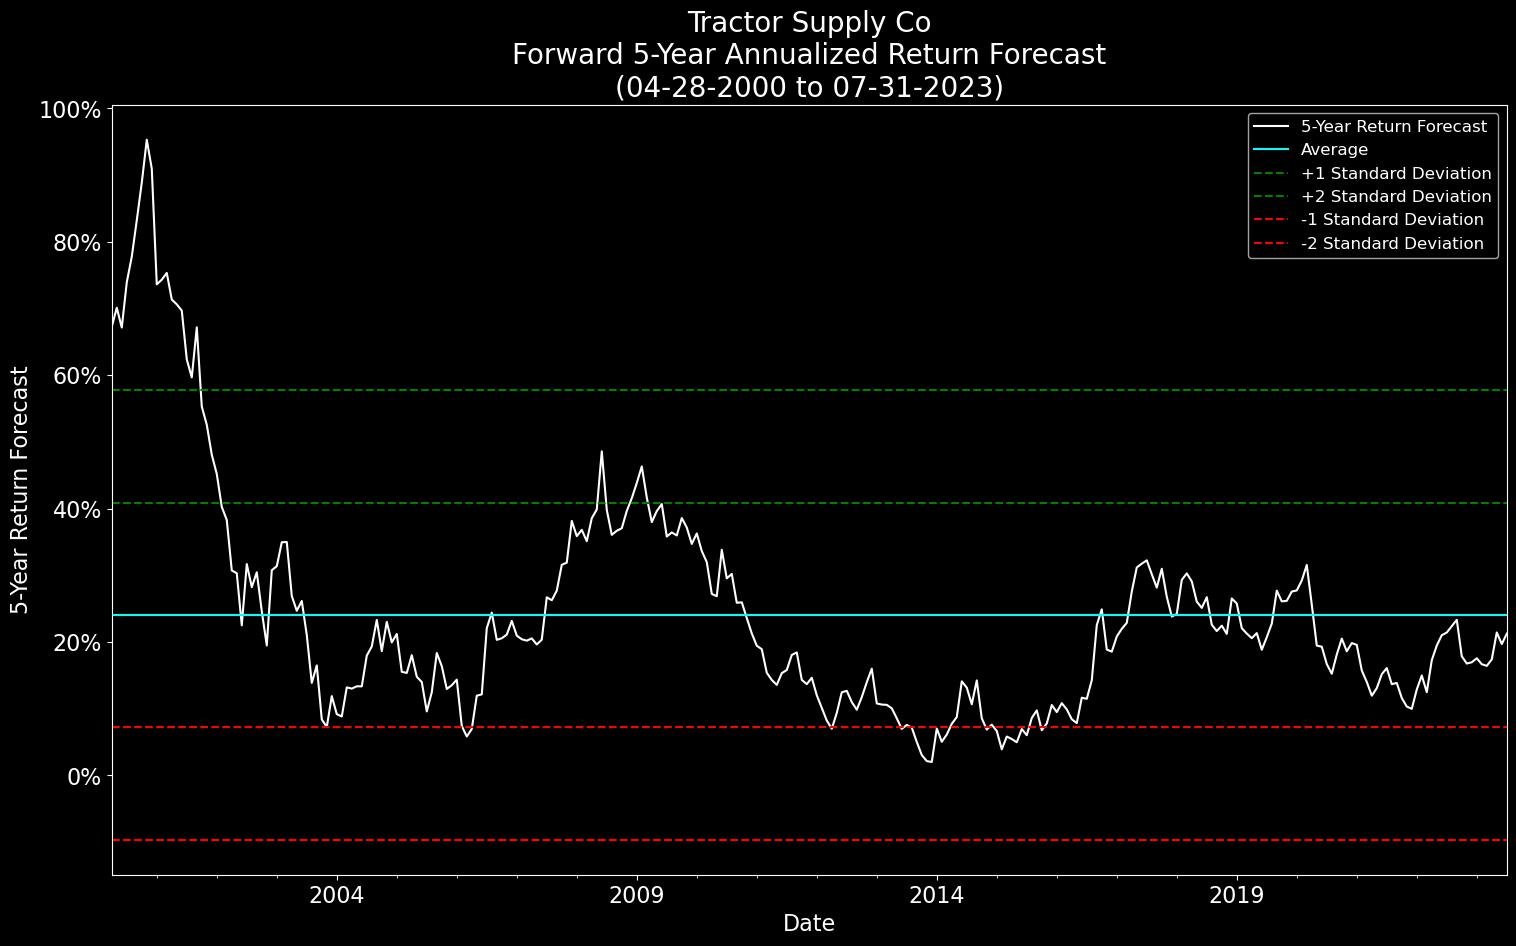 Tractor Supply Co
Forward 5-Year Annualized Return Forecast
(04-28-2000 to 07-31-2023)
5-Year Return Forecast
100%
80%
60%
40%
20%
0%
5-Year Return Forecast
Average
+1 Standard Deviation
+2 Standard Deviation
-1 Standard Deviation
-2 Standard Deviation
2004
2009
2014
2019
Date